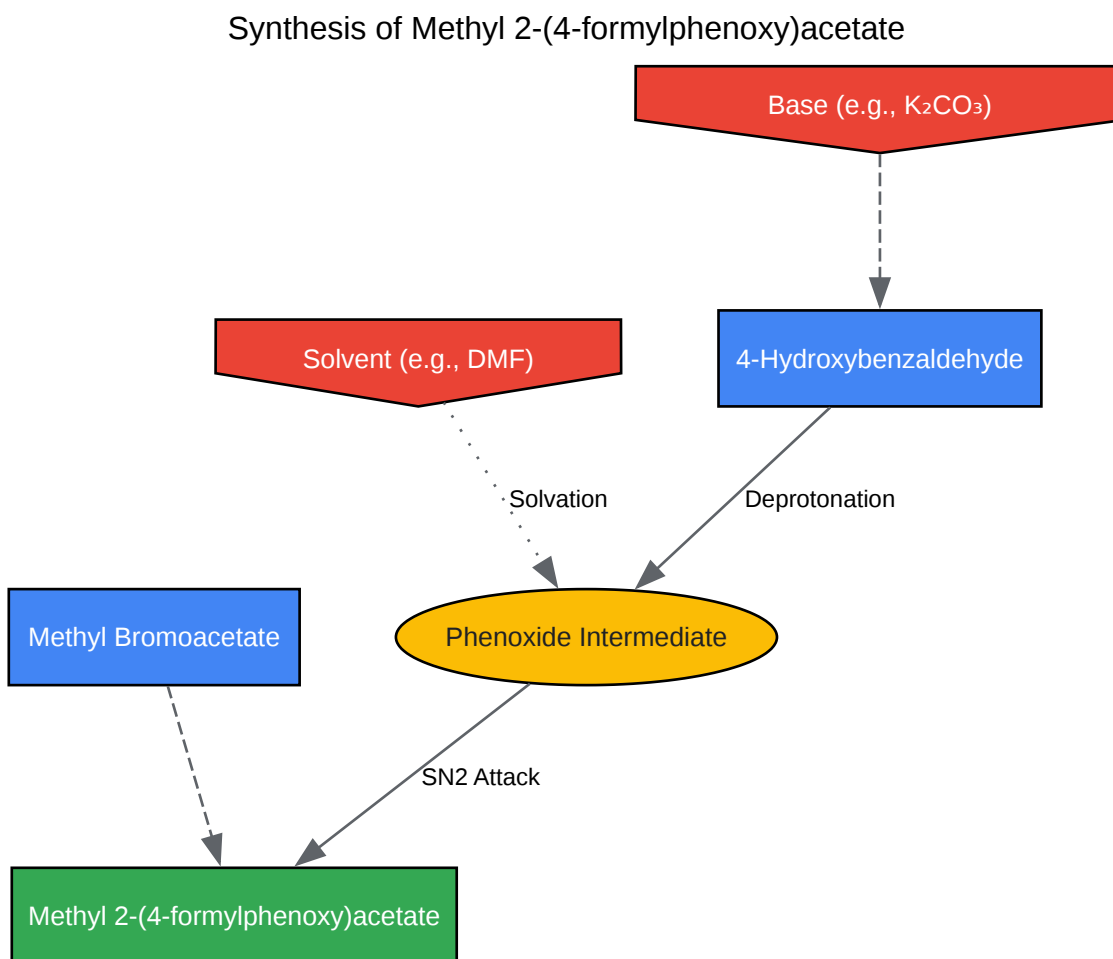 Synthesis of Methyl 2-(4-formylphenoxy)acetate
Base (e.g., K₂CO₃)
Solvent (e.g., DMF)
4-Hydroxybenzaldehyde
Solvation
Deprotonation
Methyl Bromoacetate
Phenoxide Intermediate
SN2 Attack
Methyl 2-(4-formylphenoxy)acetate